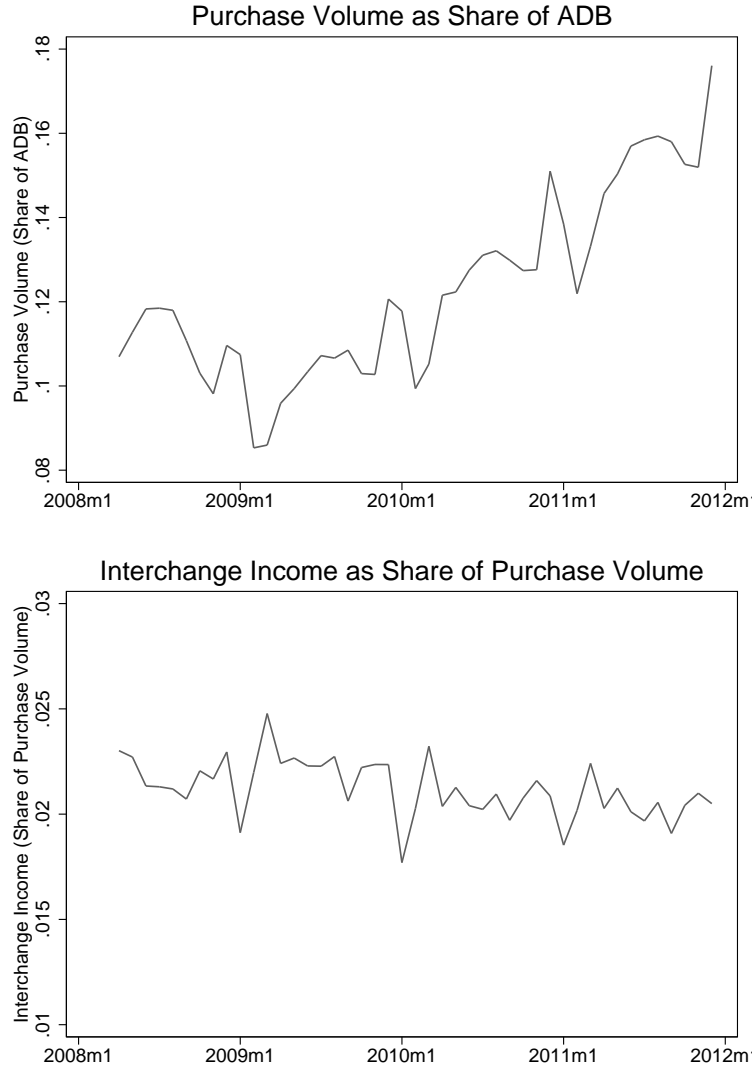 Purchase Volume as Share of ADB
Purchase Volume (Share of ADB)
.18
.16
.14
.12
.1
.08
2008m1 2009m1 2010m1 2011m1 2012m1
Interchange Income as Share of Purchase Volume
Interchange Income (Share of Purchase Volume)
.03
.025
.02
.015
.01
2008m1 2009m1 2010m1 2011m1 2012m1